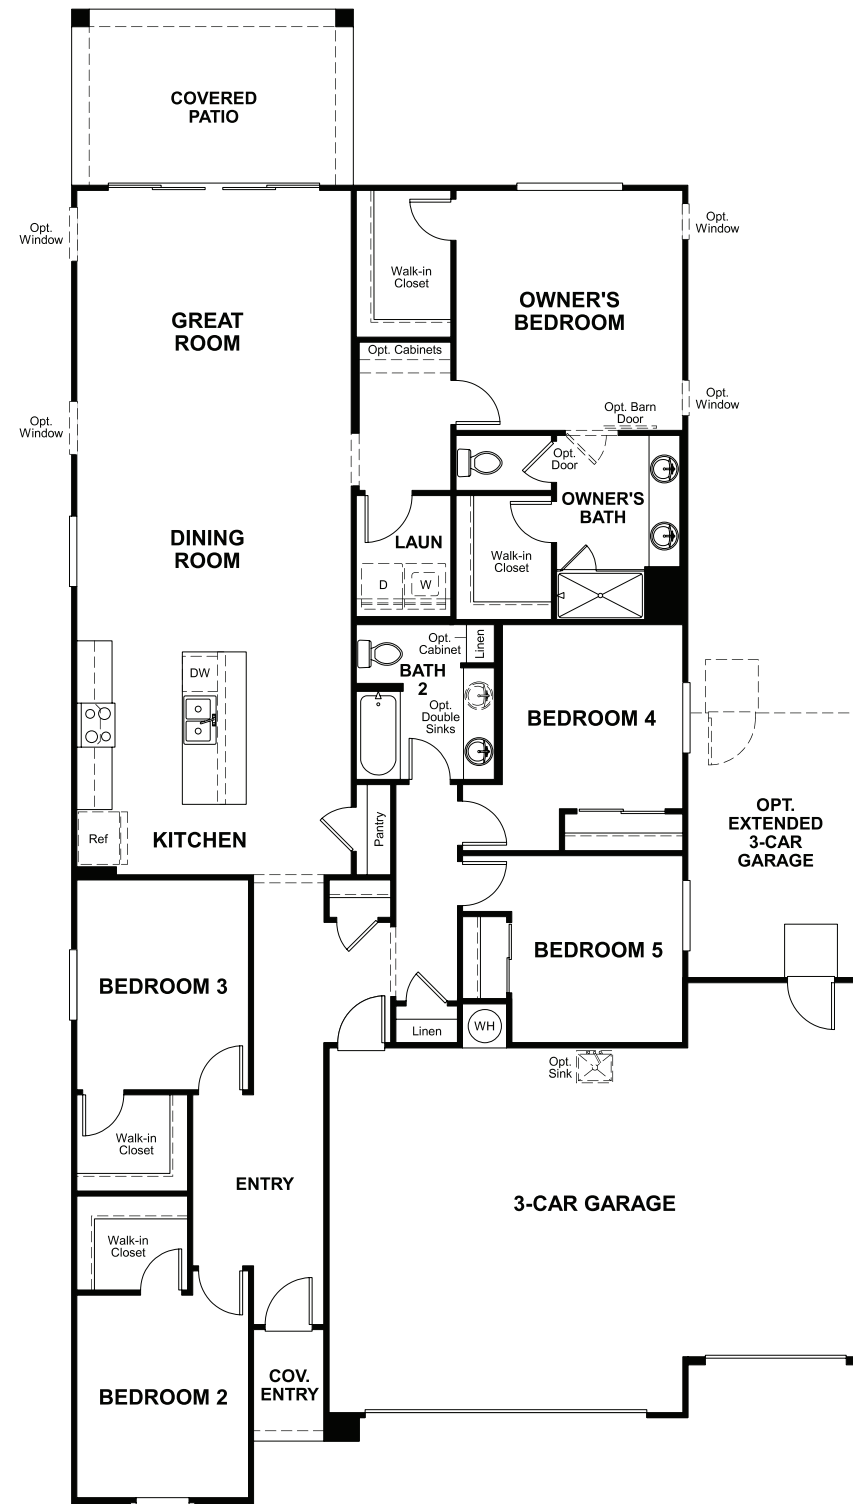 COVERED
PATIO
Opt.
Window
Opt.
Window
Walk-in
Closet
OWNER'S
BEDROOM
GREAT
ROOM
Opt. Cabinets
Opt.
Window
Opt. Barn
Door
Opt.
Window
Opt.
Door
OWNER'S
BATH
DINING
ROOM
LAUN
Walk-in
Closet
D
W
Opt.
Cabinet
Linen
DW
BATH
2
Opt.
Double
Sinks
BEDROOM 4
OPT.
EXTENDED
3-CAR
GARAGE
Ref
KITCHEN
Pantry
BEDROOM 5
BEDROOM 3
Linen
WH
Opt.
Sink
Walk-in
Closet
ENTRY
3-CAR GARAGE
Walk-in
Closet
COV.
ENTRY
BEDROOM 2